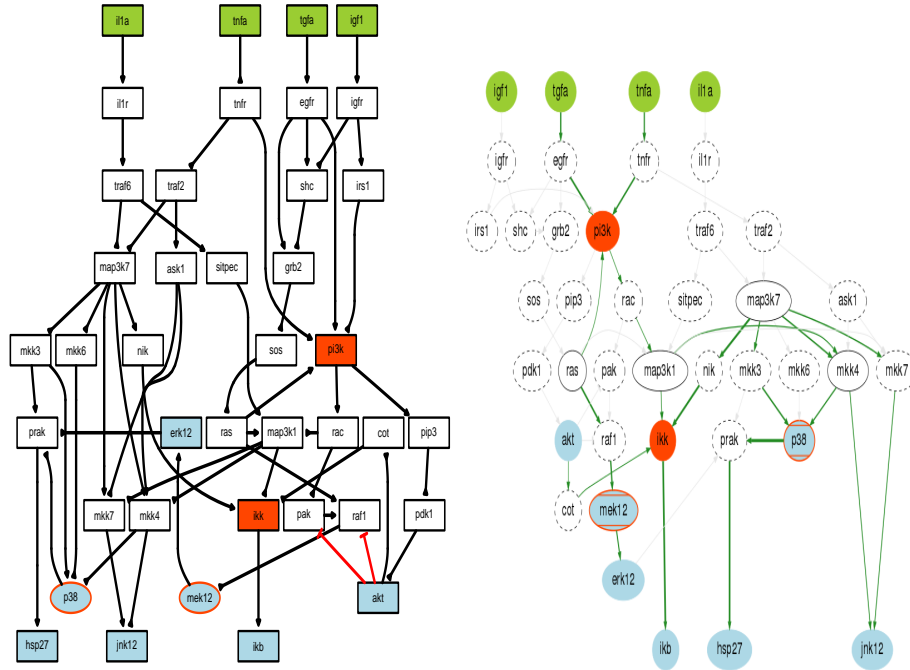 il1a tnfa tgfa igf1
il1r tnfr egfr igfr
traf6 traf2 shc irs1
map3k7 ask1 sitpec grb2
mkk3 mkk6 nik sos pi3k
prak erk12 ras map3k1 rac cot pip3
mkk7 mkk4 ikk pak raf1 pdk1
p38 mek12 akt
hsp27 jnk12 ikb
igf1 tgfa tnfa il1a
igfr egfr tnfr il1r
irs1 shc grb2 pi3k traf6 traf2
sos pip3 rac sitpec map3k7 ask1
pdk1 ras pak map3k1 nik mkk3 mkk6 mkk4 mkk7
akt raf1 ikk prak p38
cot mek12
erk12
ikb hsp27 jnk12